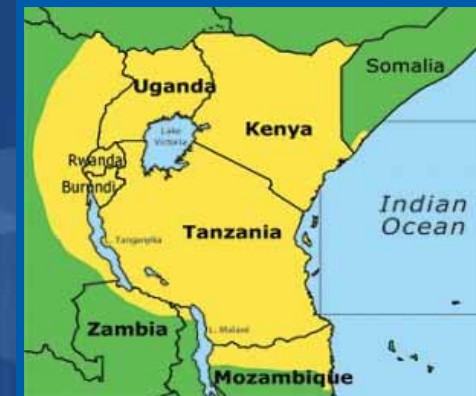 Somalia
Uganda
Lake
Victoria
Kenya
Rwanda
Burundi
Indian
Ocean
L. Tanganyika
Tanzania
Zambia
L. Malawi
Mozambique